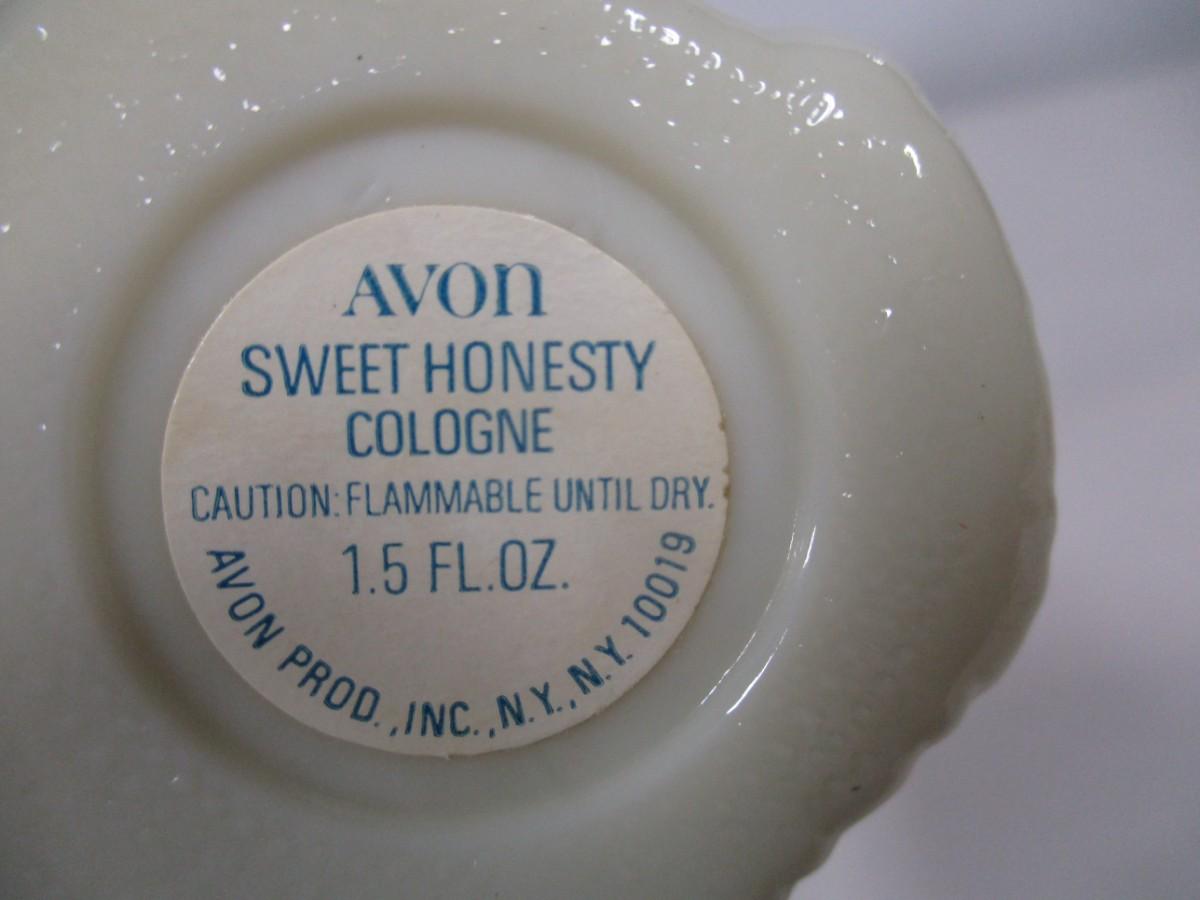 AVON
SWEET HONESTY
COLOGNE
CAUTION: FLAMMABLE UNTIL DRY.
1.5 FL.OZ.
AVON PROD., INC., N.Y., N.Y. 10019